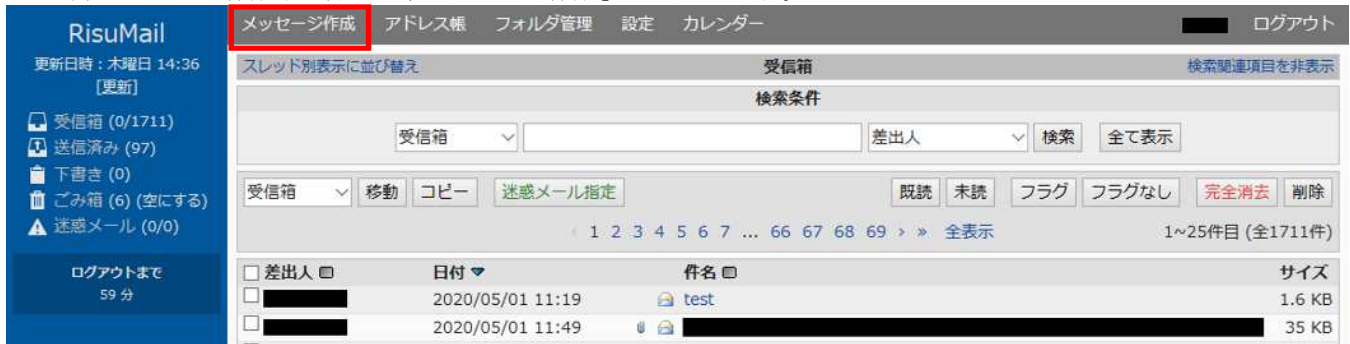 RisuMail
更新日時：木曜日 14:36
[更新]
受信箱 (0/1711)
送信済み (97)
下書き (0)
ごみ箱 (6) (空にする)
迷惑メール (0/0)
ログアウトまで
59 分
メッセージ作成 アドレス帳 フォルダ管理 設定 カレンダー ログアウト
スレッド別表示に並び替え 受信箱 検索関連項目を非表示
検索条件
受信箱 差出人 検索 全て表示
受信箱 移動 コピー 迷惑メール指定 既読 未読 フラグ フラグなし 完全消去 削除
1 2 3 4 5 6 7 ... 66 67 68 69 › » 全表示 1~25件目 (全1711件)
差出人 日付 件名 サイズ
2020/05/01 11:19 test 1.6 KB
2020/05/01 11:49 35 KB